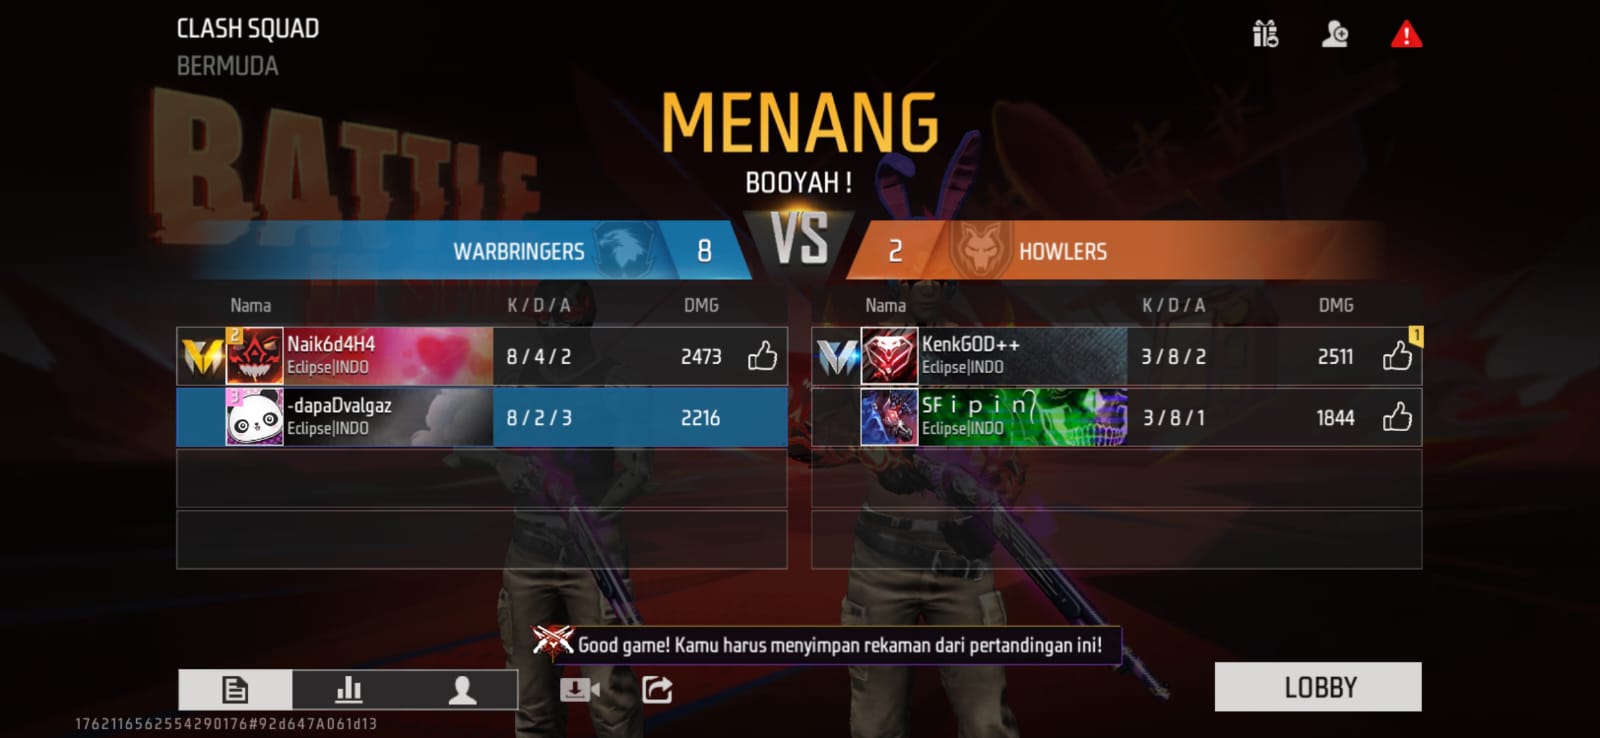 CLASH SQUAD
BERMUDA
BATTLE
MENANG
BOOYAH !
WARBRINGERS 8 VS 2 HOWLERS
Nama K / D / A DMG Nama K / D / A DMG
2 Naik6d4H4 8 / 4 / 2 2473 KenkGOD++ 3 / 8 / 2 2511 1
Eclipse|INDO Eclipse|INDO
3 -dapaDvalgaz 8 / 2 / 3 2216 SF i p i n 3 / 8 / 1 1844
Eclipse|INDO Eclipse|INDO
Good game! Kamu harus menyimpan rekaman dari pertandingan ini!
LOBBY
1762116562554290176#92d647A061d13